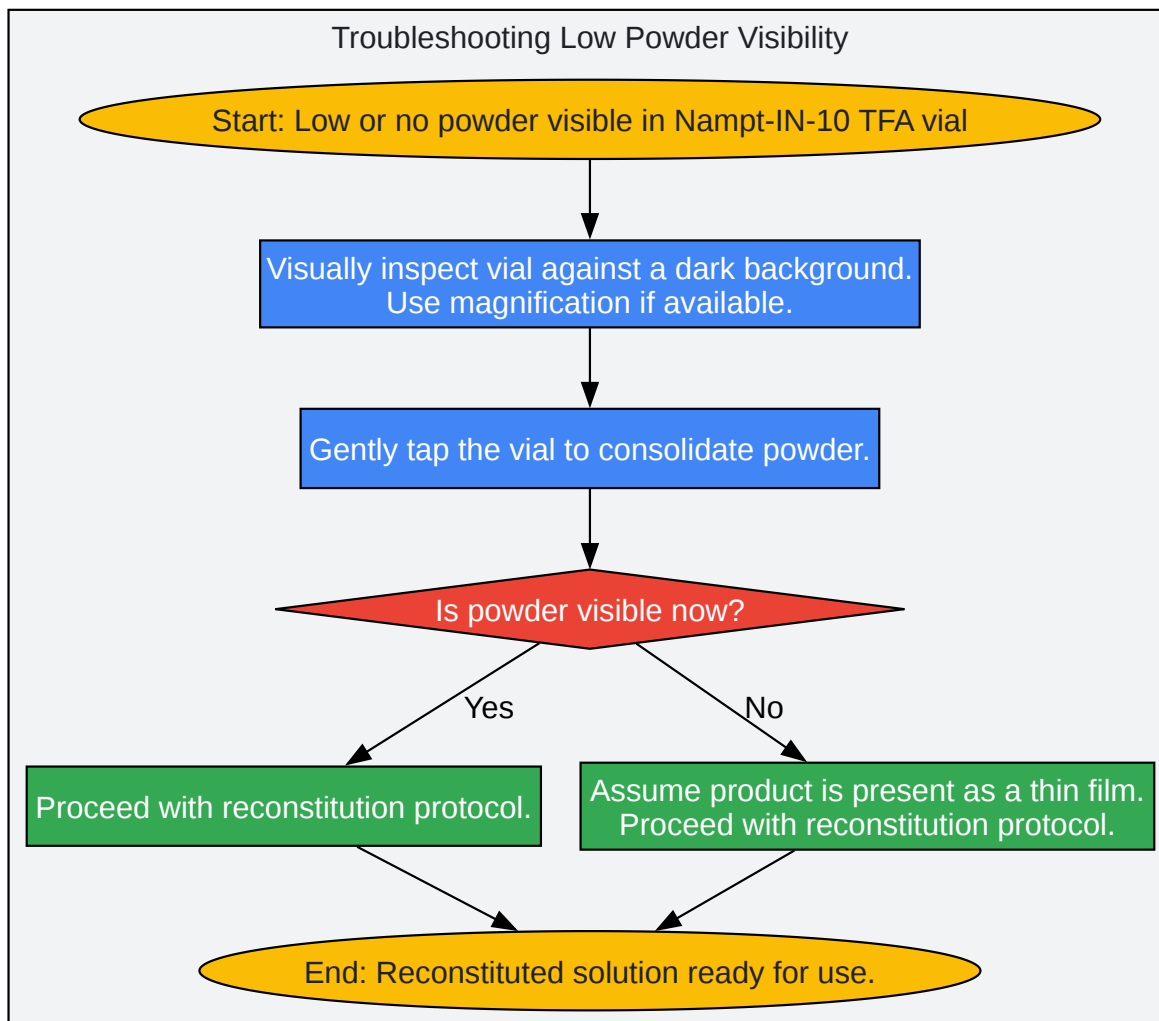 Troubleshooting Low Powder Visibility
Start: Low or no powder visible in Nampt-IN-10 TFA vial
Visually inspect vial against a dark background.
Use magnification if available.
Gently tap the vial to consolidate powder.
Is powder visible now?
Yes
No
Proceed with reconstitution protocol.
Assume product is present as a thin film.
Proceed with reconstitution protocol.
End: Reconstituted solution ready for use.